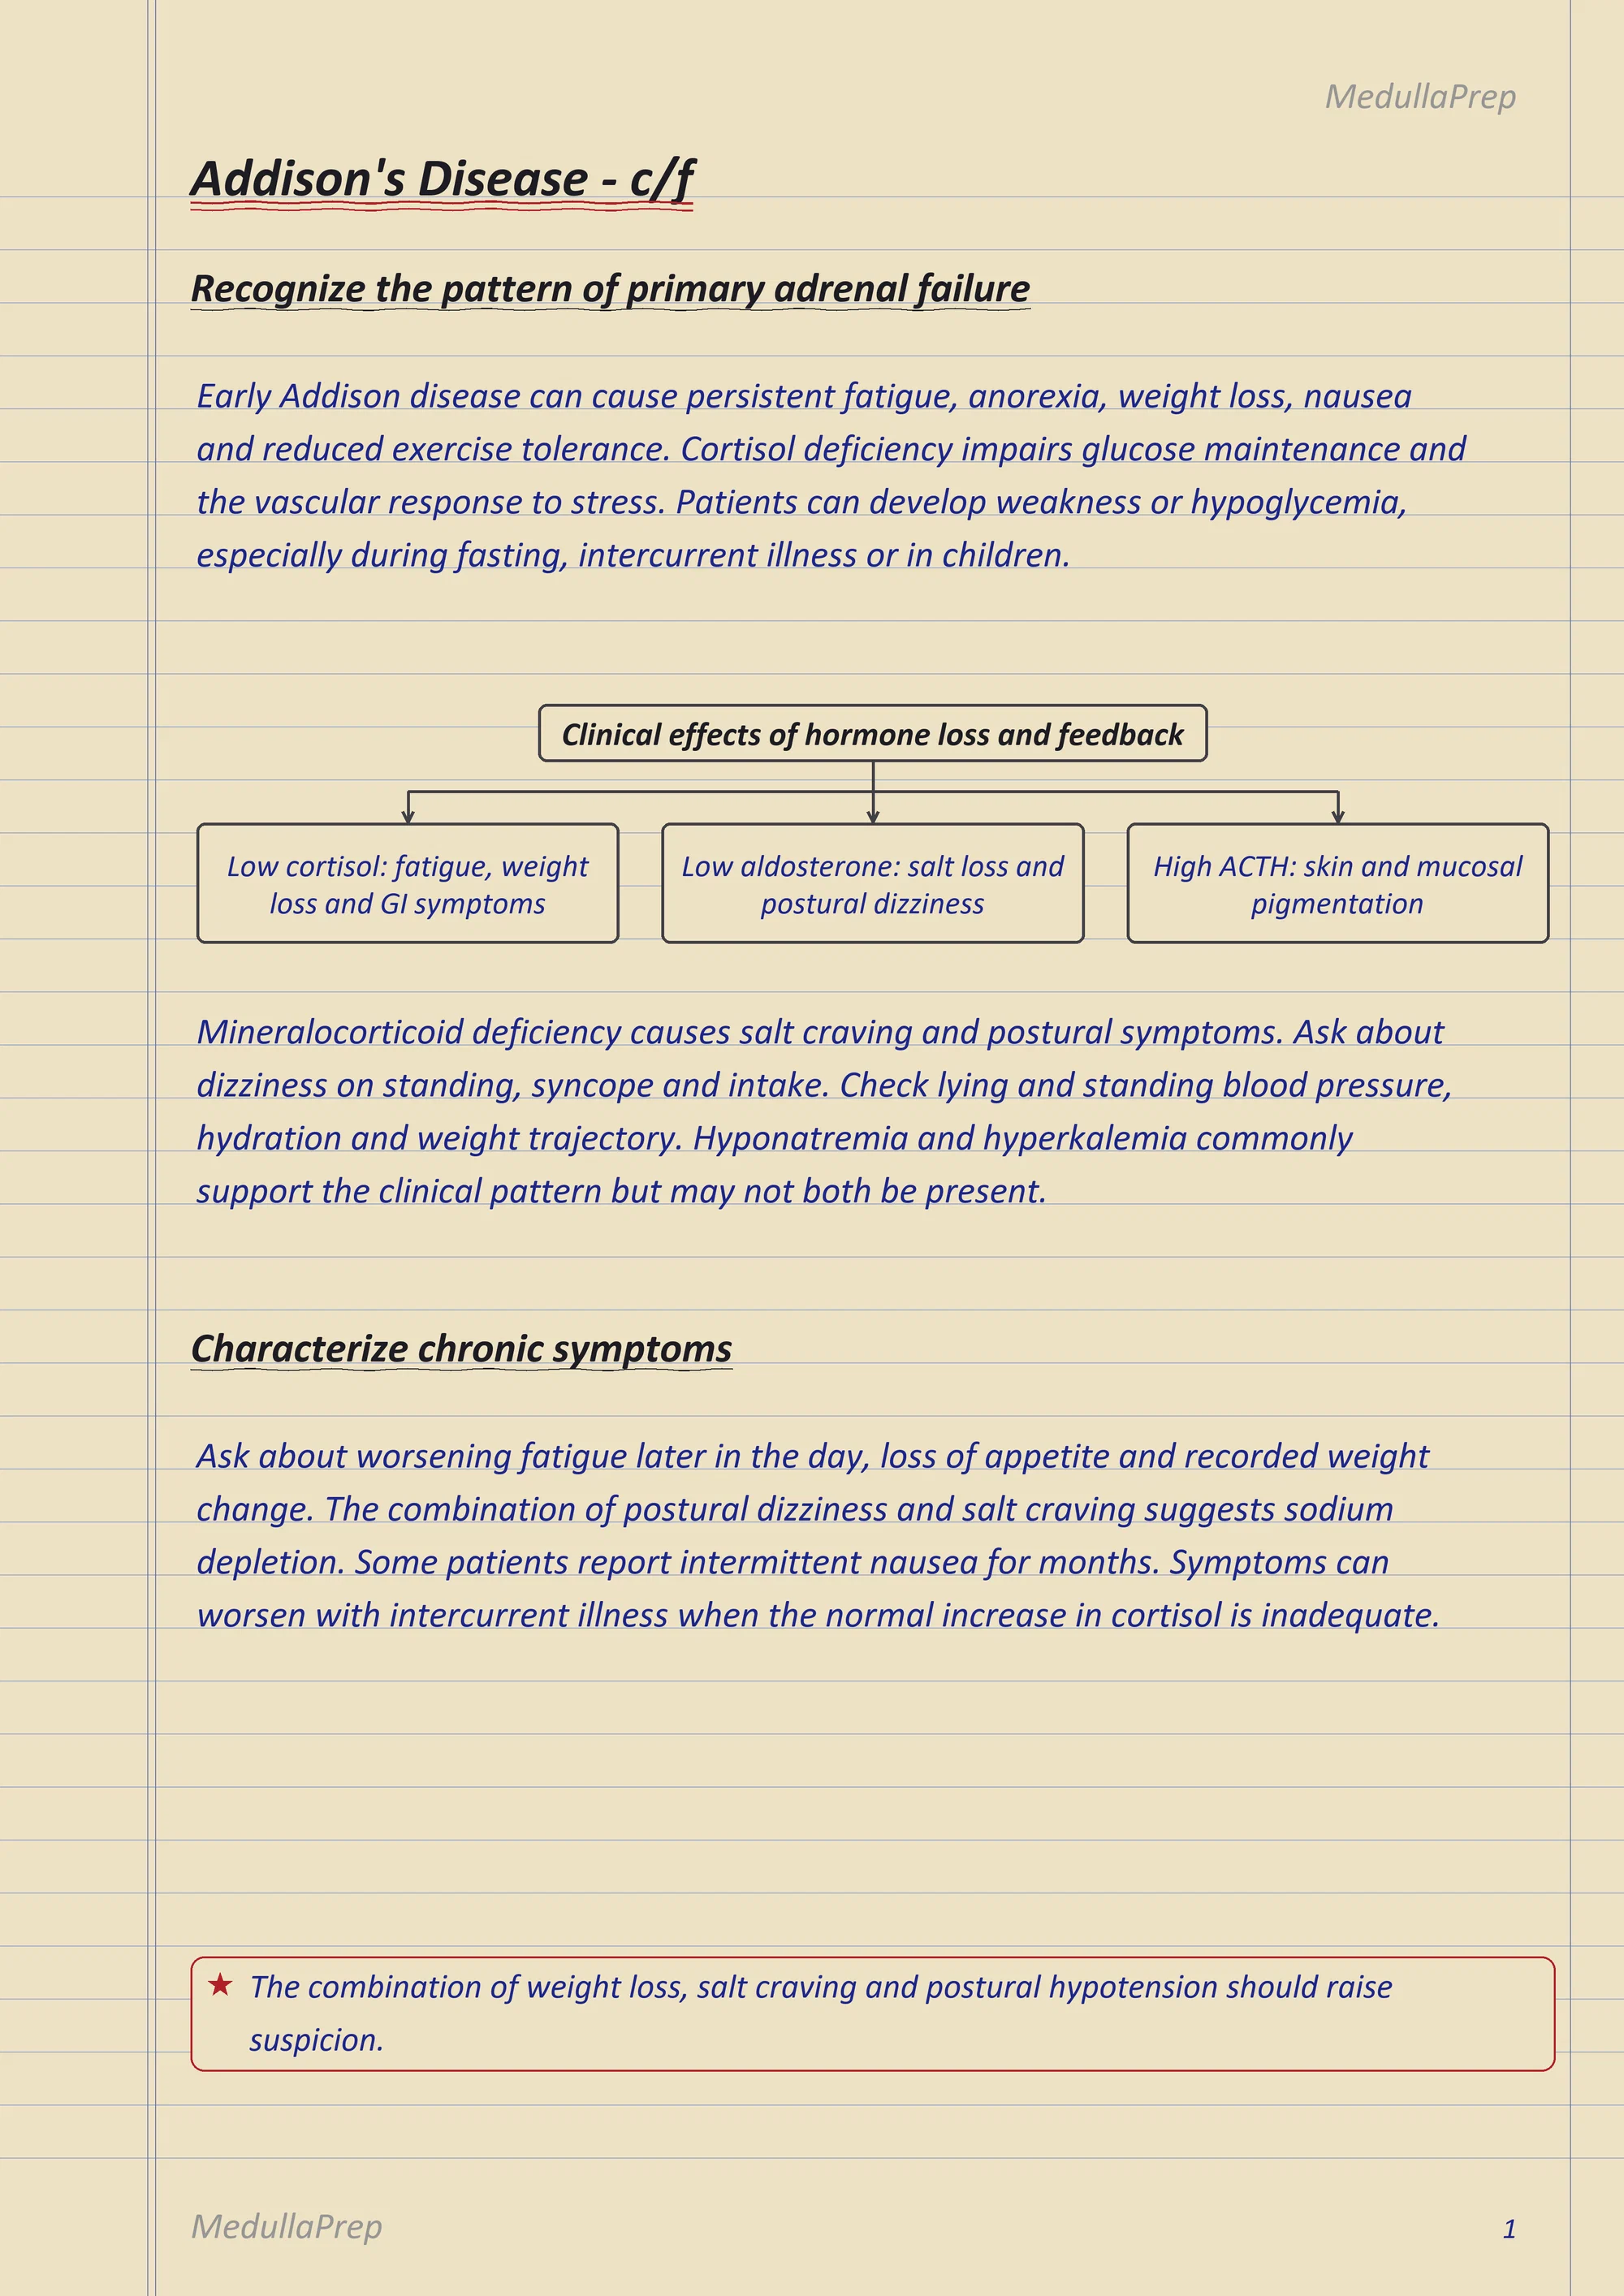 MedullaPrep
Addison's Disease - c/f
Recognize the pattern of primary adrenal failure
Early Addison disease can cause persistent fatigue, anorexia, weight loss, nausea
and reduced exercise tolerance. Cortisol deficiency impairs glucose maintenance and
the vascular response to stress. Patients can develop weakness or hypoglycemia,
especially during fasting, intercurrent illness or in children.
Clinical effects of hormone loss and feedback
Low cortisol: fatigue, weight
loss and GI symptoms
Low aldosterone: salt loss and
postural dizziness
High ACTH: skin and mucosal
pigmentation
Mineralocorticoid deficiency causes salt craving and postural symptoms. Ask about
dizziness on standing, syncope and intake. Check lying and standing blood pressure,
hydration and weight trajectory. Hyponatremia and hyperkalemia commonly
support the clinical pattern but may not both be present.
Characterize chronic symptoms
Ask about worsening fatigue later in the day, loss of appetite and recorded weight
change. The combination of postural dizziness and salt craving suggests sodium
depletion. Some patients report intermittent nausea for months. Symptoms can
worsen with intercurrent illness when the normal increase in cortisol is inadequate.
★ The combination of weight loss, salt craving and postural hypotension should raise
suspicion.
MedullaPrep
1